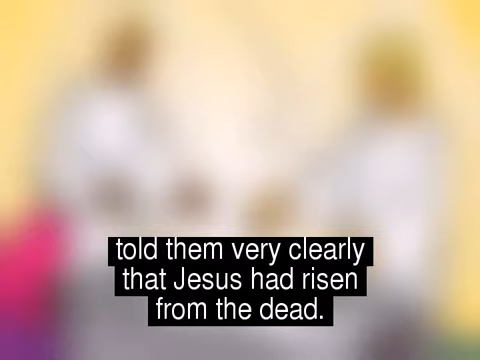 told them very clearly
that Jesus had risen
from the dead.